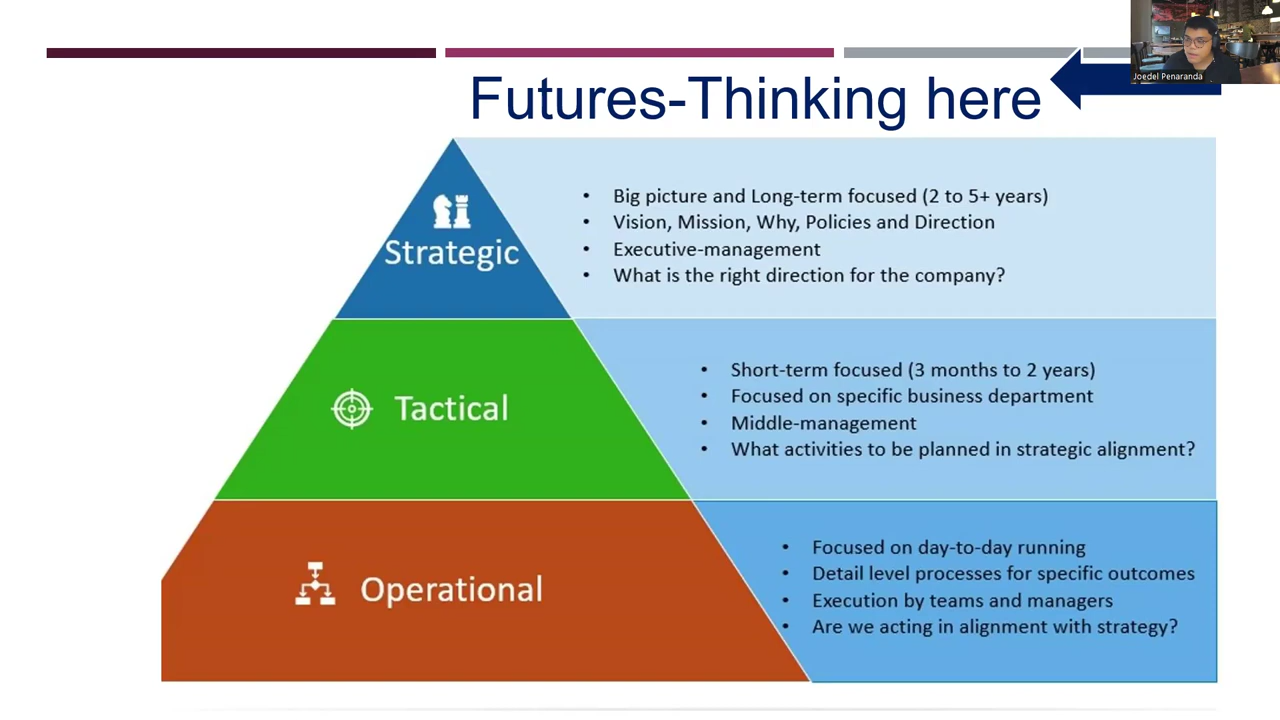 Joedel Penaranda
Futures-Thinking here
Strategic
• Big picture and Long-term focused (2 to 5+ years)
• Vision, Mission, Why, Policies and Direction
• Executive-management
• What is the right direction for the company?
Tactical
• Short-term focused (3 months to 2 years)
• Focused on specific business department
• Middle-management
• What activities to be planned in strategic alignment?
Operational
• Focused on day-to-day running
• Detail level processes for specific outcomes
• Execution by teams and managers
• Are we acting in alignment with strategy?